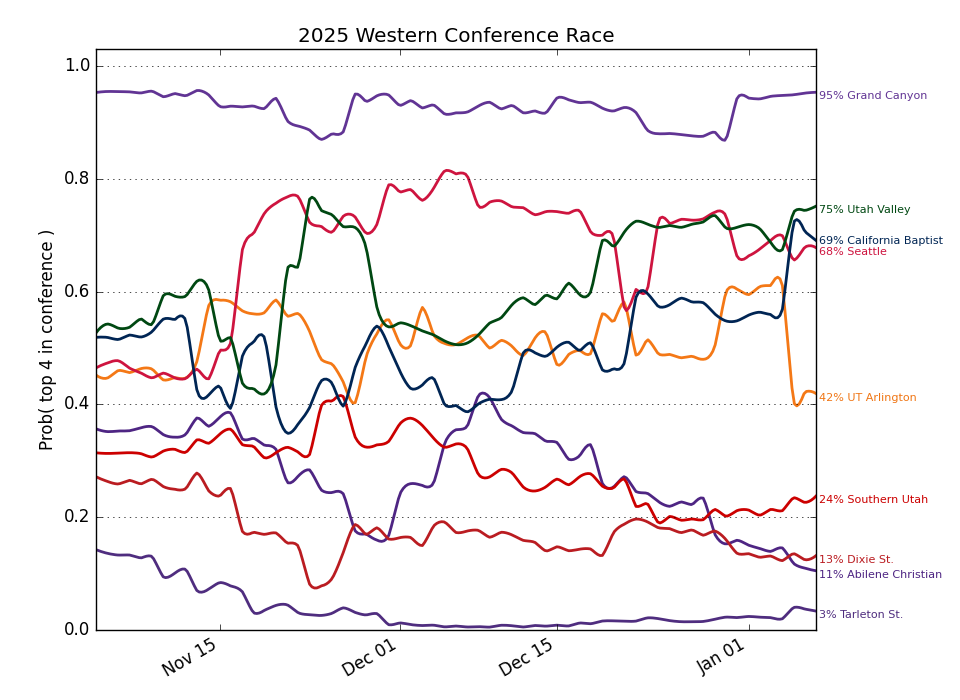 2025 Western Conference Race
Prob( top 4 in conference )
1.0
0.8
0.6
0.4
0.2
0.0
Nov 15
Dec 01
Dec 15
Jan 01
95% Grand Canyon
75% Utah Valley
69% California Baptist
68% Seattle
42% UT Arlington
24% Southern Utah
13% Dixie St.
11% Abilene Christian
3% Tarleton St.